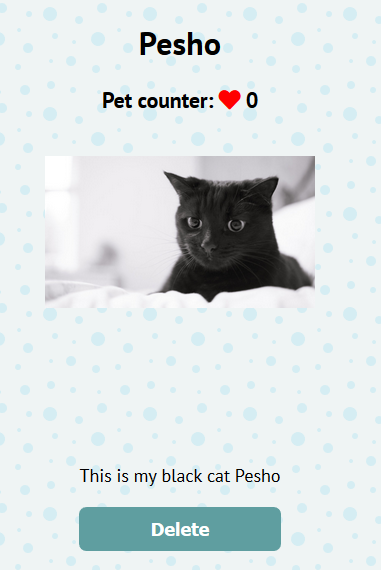 Pesho
Pet counter: ❤ 0
This is my black cat Pesho
Delete